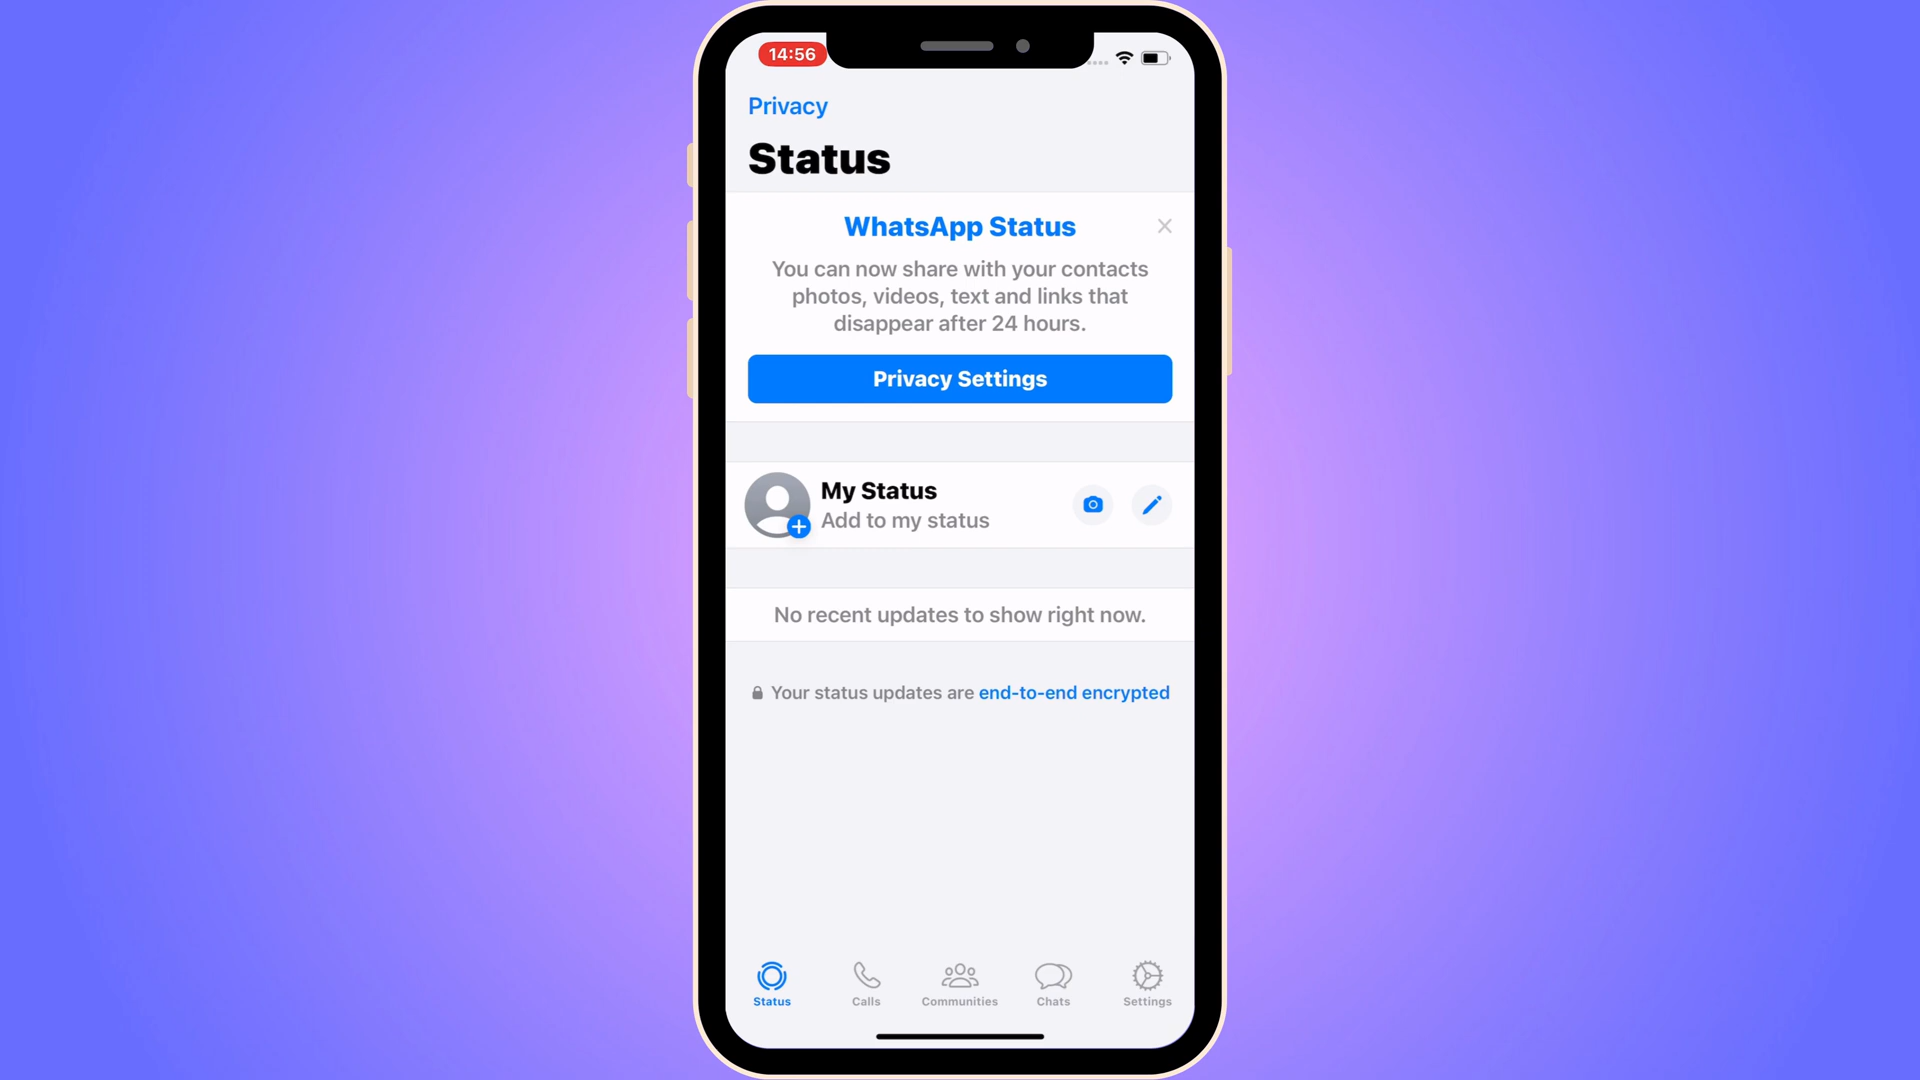 14:56
Privacy
Status
WhatsApp Status
You can now share with your contacts
photos, videos, text and links that
disappear after 24 hours.
Privacy Settings
My Status
Add to my status
No recent updates to show right now.
Your status updates are end-to-end encrypted
Status
Calls
Communities
Chats
Settings